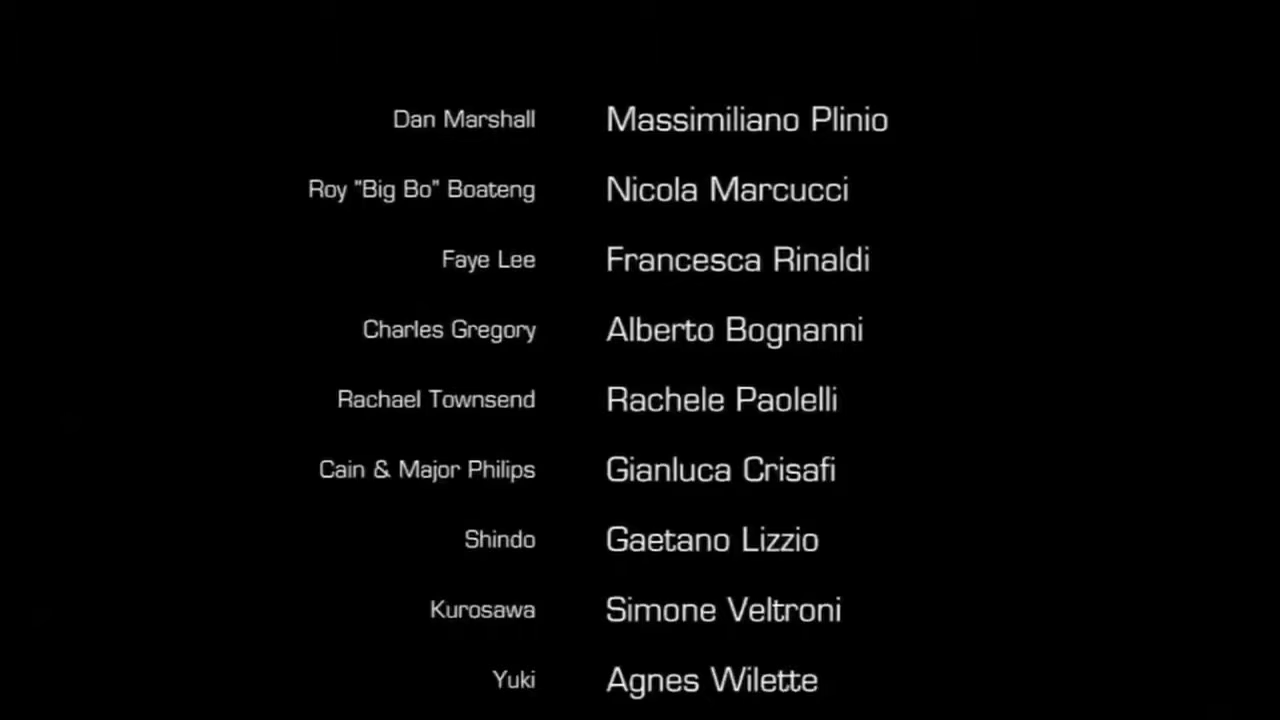 Dan Marshall Massimiliano Plinio
Roy "Big Bo" Boateng Nicola Marcucci
Faye Lee Francesca Rinaldi
Charles Gregory Alberto Bognanni
Rachael Townsend Rachele Paolelli
Cain & Major Philips Gianluca Crisafi
Shindo Gaetano Lizzio
Kurosawa Simone Veltroni
Yuki Agnes Wilette